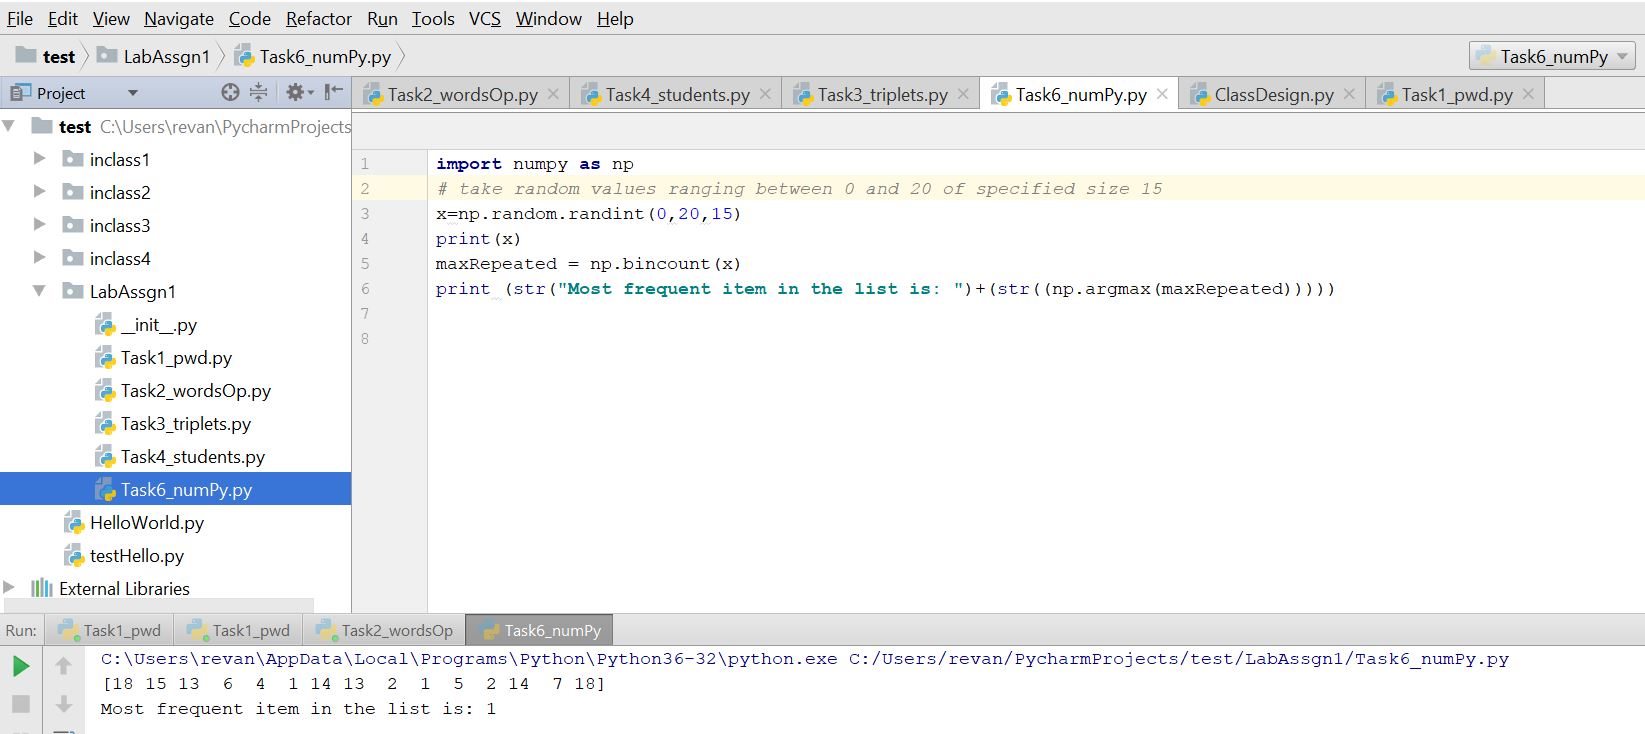 File Edit View Navigate Code Refactor Run Tools VCS Window Help
test LabAssgn1 Task6_numPy.py Task6_numPy
Project Task2_wordsOp.py Task4_students.py Task3_triplets.py Task6_numPy.py ClassDesign.py Task1_pwd.py
test C:\Users\revan\PycharmProjects
inclass1
inclass2
inclass3
inclass4
LabAssgn1
__init__.py
Task1_pwd.py
Task2_wordsOp.py
Task3_triplets.py
Task4_students.py
Task6_numPy.py
HelloWorld.py
testHello.py
External Libraries
1 import numpy as np
2 # take random values ranging between 0 and 20 of specified size 15
3 x=np.random.randint(0,20,15)
4 print(x)
5 maxRepeated = np.bincount(x)
6 print (str("Most frequent item in the list is: ")+(str((np.argmax(maxRepeated)))))
7
8
Run: Task1_pwd Task1_pwd Task2_wordsOp Task6_numPy
C:\Users\revan\AppData\Local\Programs\Python\Python36-32\python.exe C:/Users/revan/PycharmProjects/test/LabAssgn1/Task6_numPy.py
[18 15 13  6  4  1 14 13  2  1  5  2 14  7 18]
Most frequent item in the list is: 1